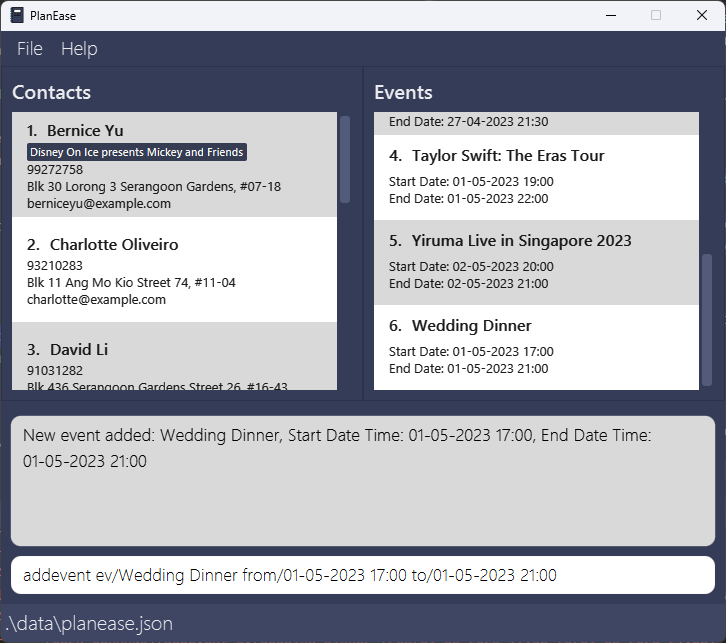 PlanEase
File Help
Contacts
1. Bernice Yu
Disney On Ice presents Mickey and Friends
99272758
Blk 30 Lorong 3 Serangoon Gardens, #07-18
berniceyu@example.com
2. Charlotte Oliveiro
93210283
Blk 11 Ang Mo Kio Street 74, #11-04
charlotte@example.com
3. David Li
91031282
Blk 436 Serangoon Gardens Street 26, #16-43
Events
End Date: 27-04-2023 21:30
4. Taylor Swift: The Eras Tour
Start Date: 01-05-2023 19:00
End Date: 01-05-2023 22:00
5. Yiruma Live in Singapore 2023
Start Date: 02-05-2023 20:00
End Date: 02-05-2023 21:00
6. Wedding Dinner
Start Date: 01-05-2023 17:00
End Date: 01-05-2023 21:00
New event added: Wedding Dinner, Start Date Time: 01-05-2023 17:00, End Date Time:
01-05-2023 21:00
addevent ev/Wedding Dinner from/01-05-2023 17:00 to/01-05-2023 21:00
.\data\planease.json